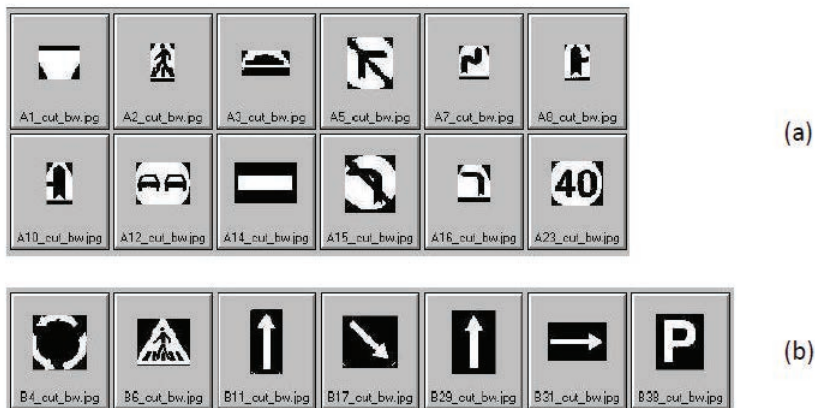 A1_cut_bw.jpg A2_cut_bw.jpg A3_cut_bw.jpg A5_cut_bw.jpg A7_cut_bw.jpg A8_cut_bw.jpg
(a)
40
A10_cut_bw.jpg A12_cut_bw.jpg A14_cut_bw.jpg A15_cut_bw.jpg A16_cut_bw.jpg A23_cut_bw.jpg
P
(b)
B4_cut_bw.jpg B6_cut_bw.jpg B11_cut_bw.jpg B17_cut_bw.jpg B29_cut_bw.jpg B31_cut_bw.jpg B38_cut_bw.jpg